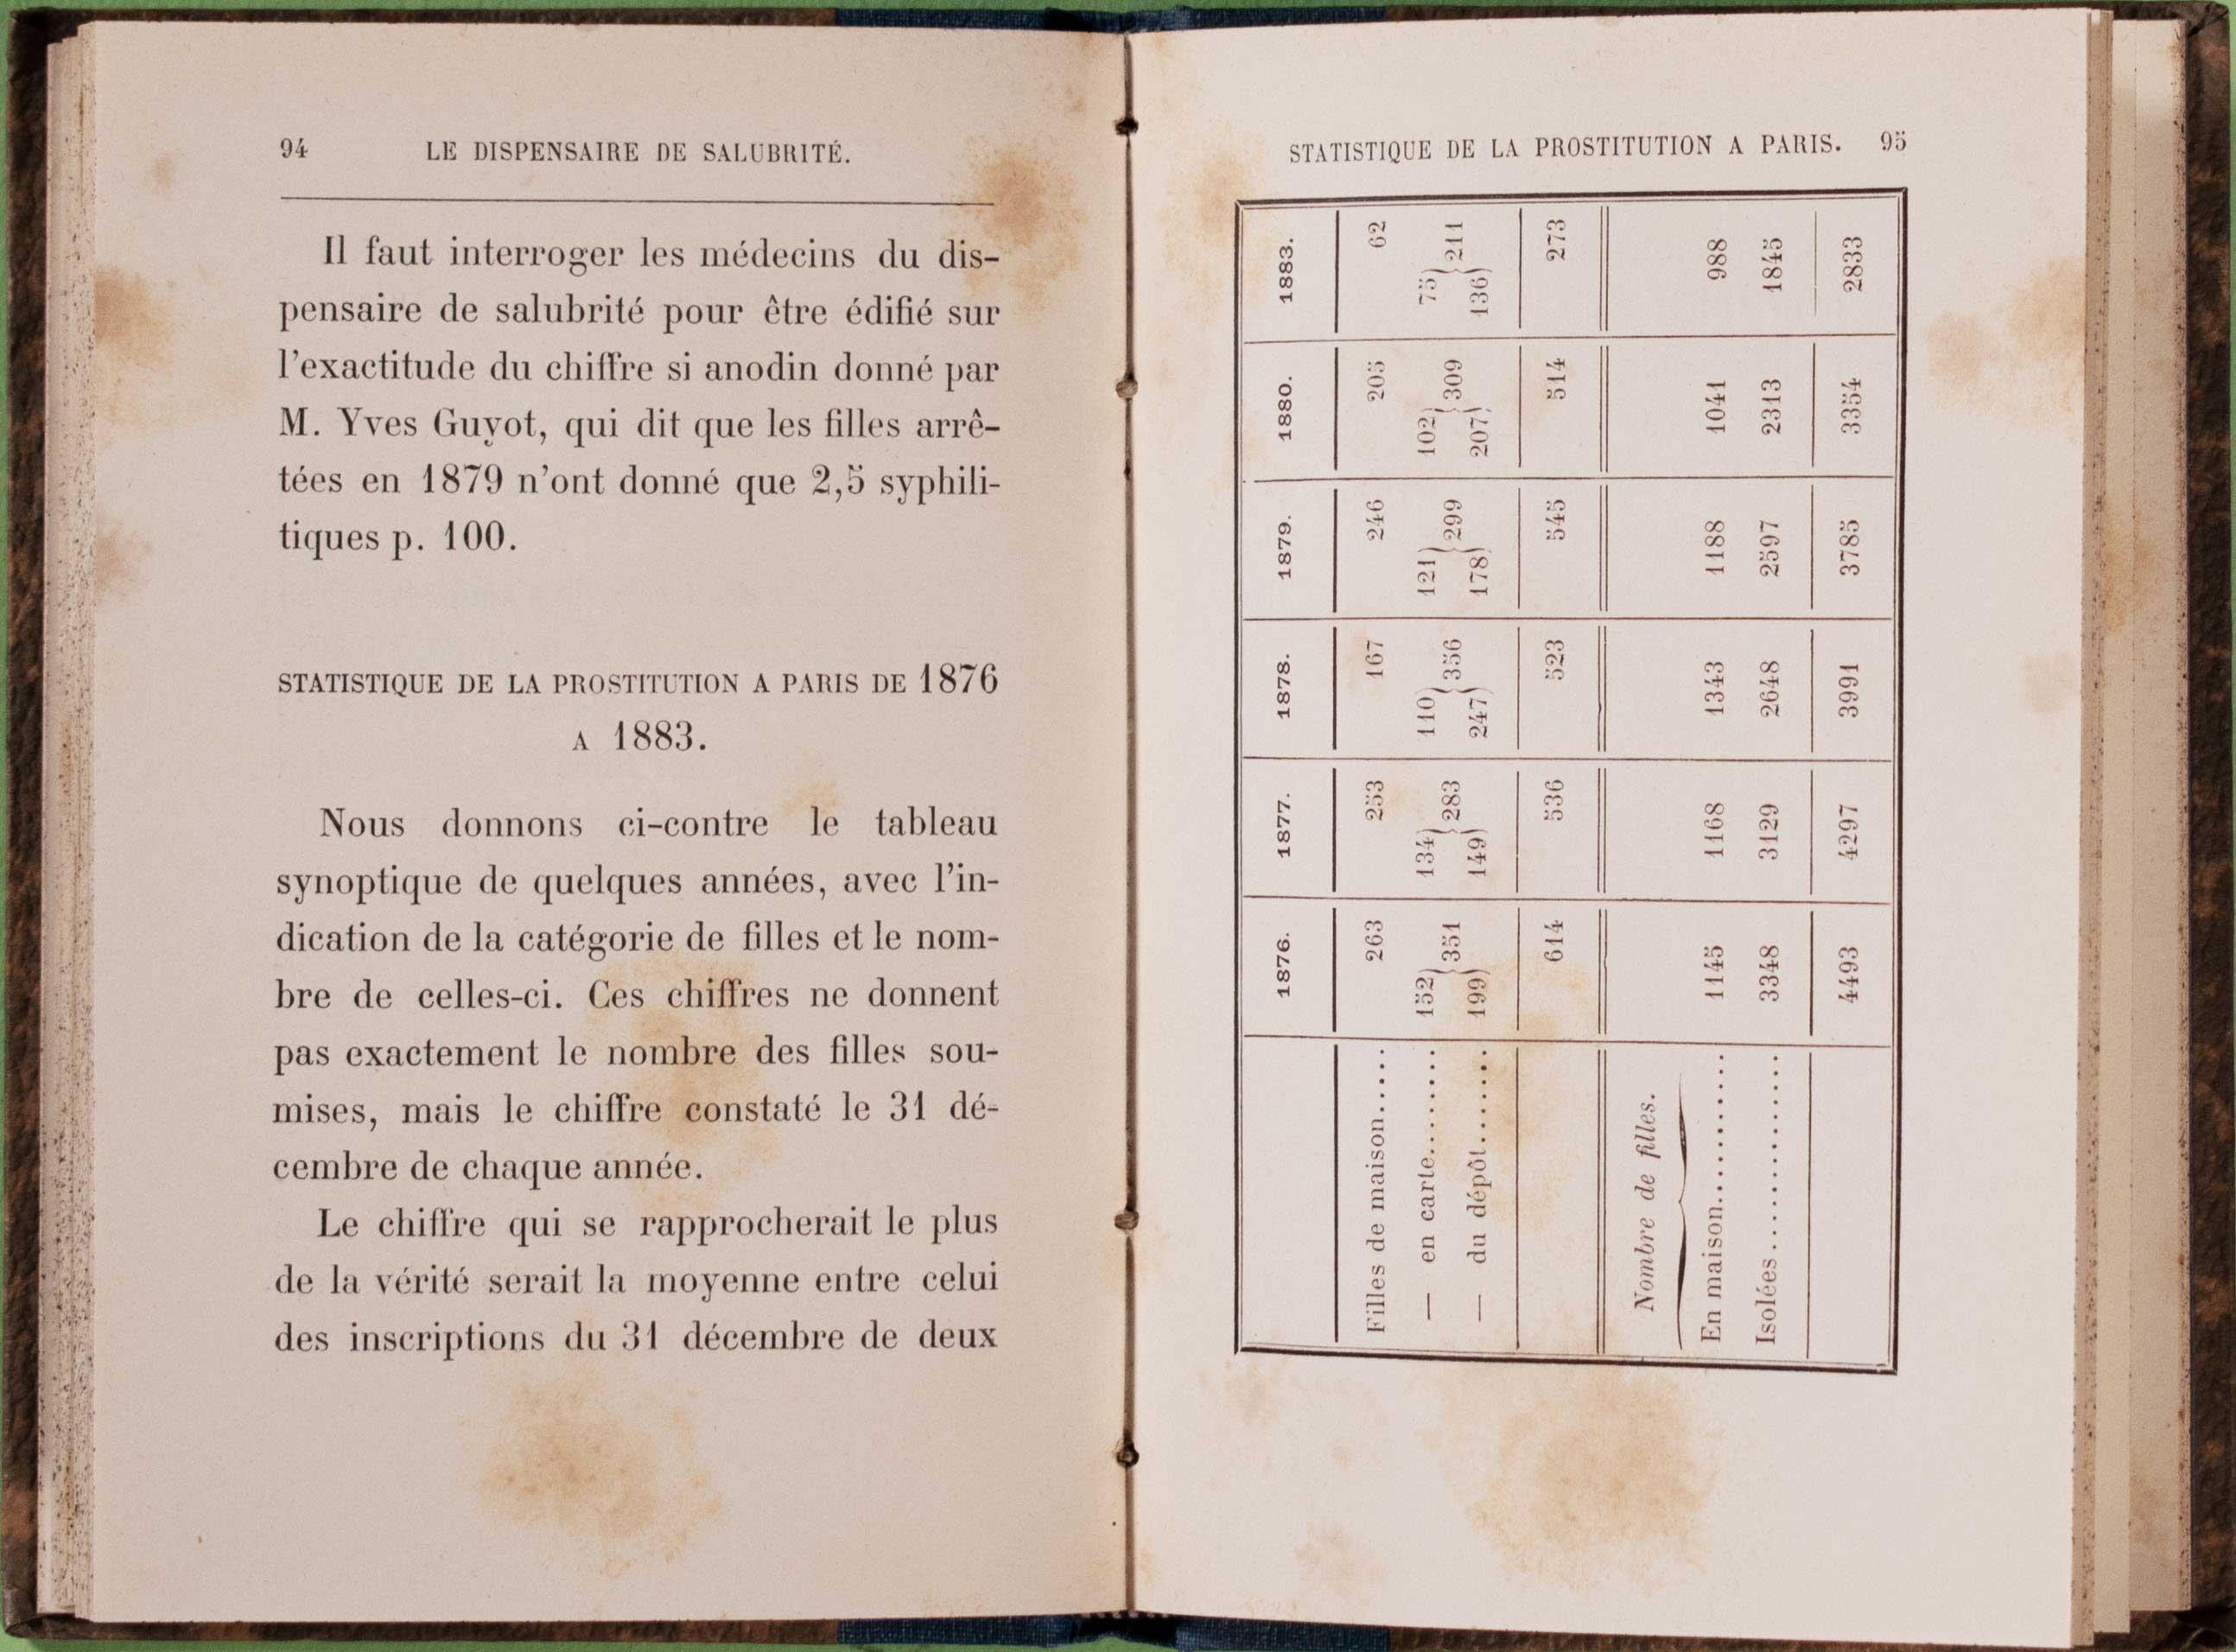 94 LE DISPENSAIRE DE SALUBRITÉ.
Il faut interroger les médecins du dis-
pensaire de salubrité pour être édifié sur
l'exactitude du chiffre si anodin donné par
M. Yves Guyot, qui dit que les filles arrê-
tées en 1879 n'ont donné que 2,5 syphili-
tiques p. 100.
STATISTIQUE DE LA PROSTITUTION A PARIS DE 1876
A 1883.
Nous donnons ci-contre le tableau
synoptique de quelques années, avec l'in-
dication de la catégorie de filles et le nom-
bre de celles-ci. Ces chiffres ne donnent
pas exactement le nombre des filles sou-
mises, mais le chiffre constaté le 31 dé-
cembre de chaque année.
Le chiffre qui se rapprocherait le plus
de la vérité serait la moyenne entre celui
des inscriptions du 31 décembre de deux
STATISTIQUE DE LA PROSTITUTION A PARIS. 95
1876. 1877. 1878. 1879. 1880. 1883.
Filles de maison..... 263 253 167 246 205 62
— en carte........ 152 134 110 121 102 75
351 283 356 299 309 211
— du dépôt....... 199 149 247 178 207 136
614 536 523 545 514 273
Nombre de filles.
En maison............ 1145 1168 1343 1188 1041 988
Isolées ................ 3348 3129 2648 2597 2313 1845
4493 4297 3991 3785 3354 2833